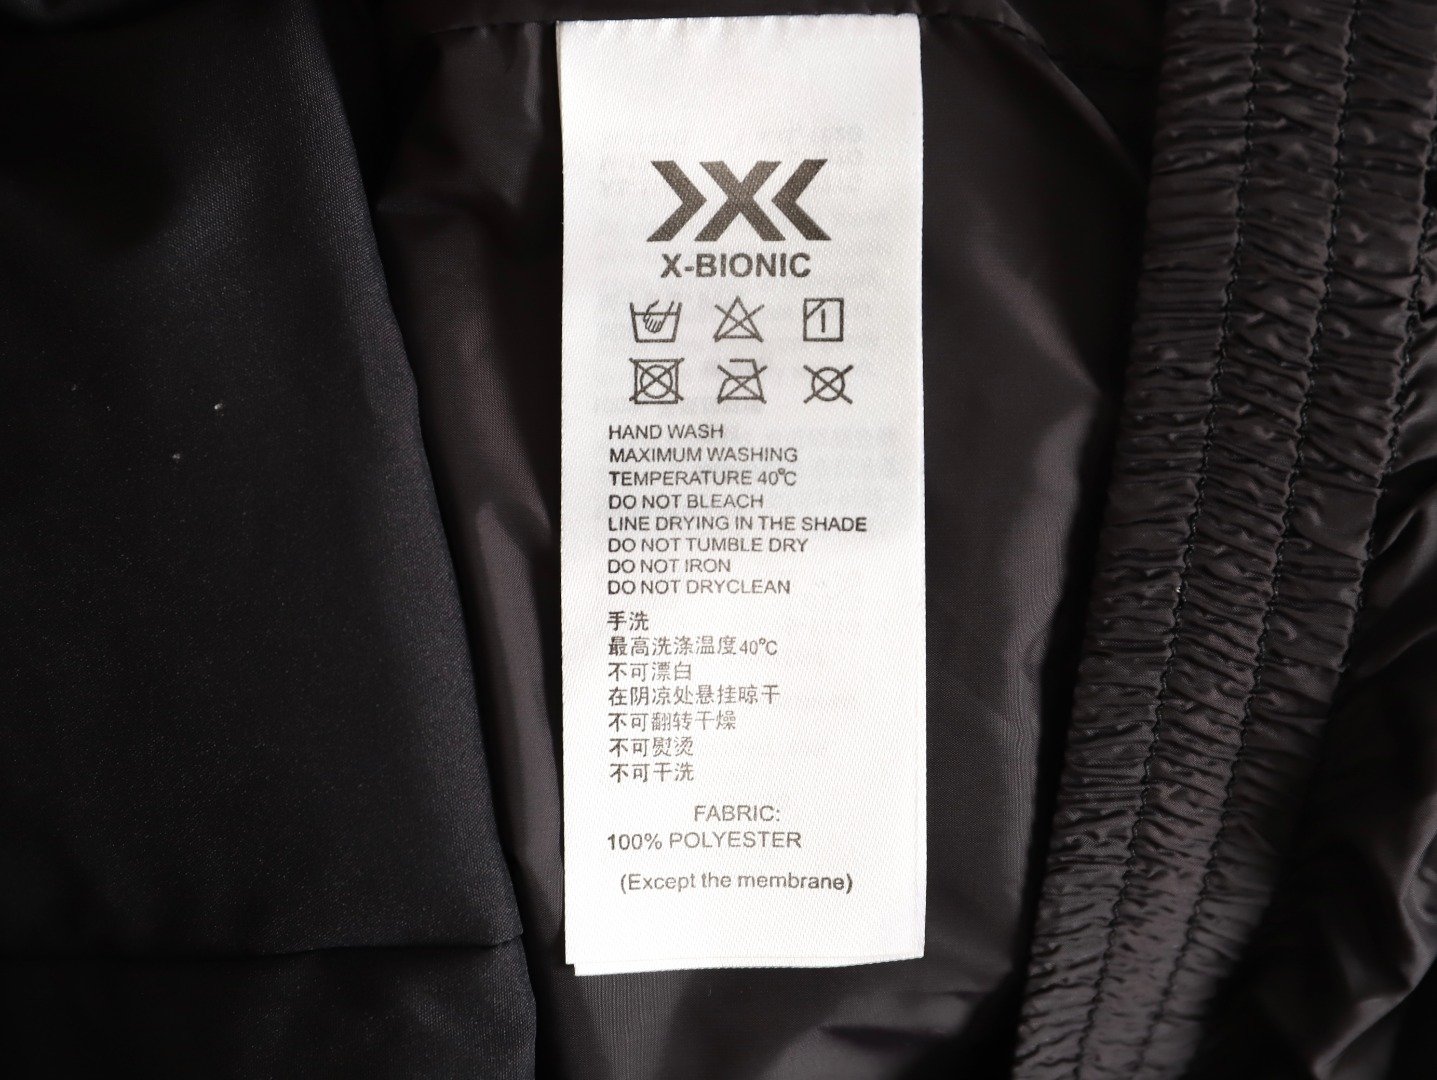 X-BIONIC
HAND WASH
MAXIMUM WASHING
TEMPERATURE 40℃
DO NOT BLEACH
LINE DRYING IN THE SHADE
DO NOT TUMBLE DRY
DO NOT IRON
DO NOT DRYCLEAN
手洗
最高洗涤温度40℃
不可漂白
在阴凉处悬挂晾干
不可翻转干燥
不可熨烫
不可干洗
FABRIC:
100% POLYESTER
(Except the membrane)